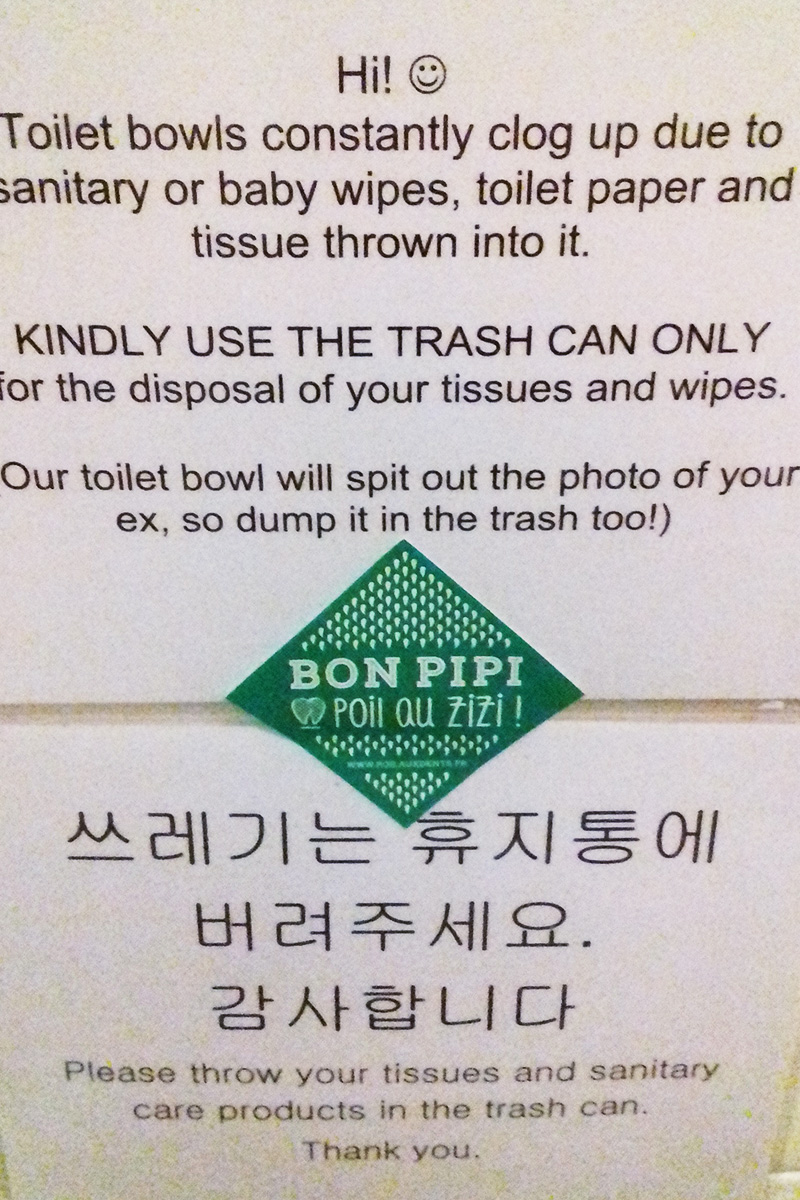 Hi! ☺
Toilet bowls constantly clog up due to
sanitary or baby wipes, toilet paper and
tissue thrown into it.
KINDLY USE THE TRASH CAN ONLY
for the disposal of your tissues and wipes.
(Our toilet bowl will spit out the photo of your
ex, so dump it in the trash too!)
BON PIPI
POil au ZiZi !
WWW.POILAUXDENTS.FR
쓰레기는 휴지통에
버려주세요.
감사합니다
Please throw your tissues and sanitary
care products in the trash can.
Thank you.